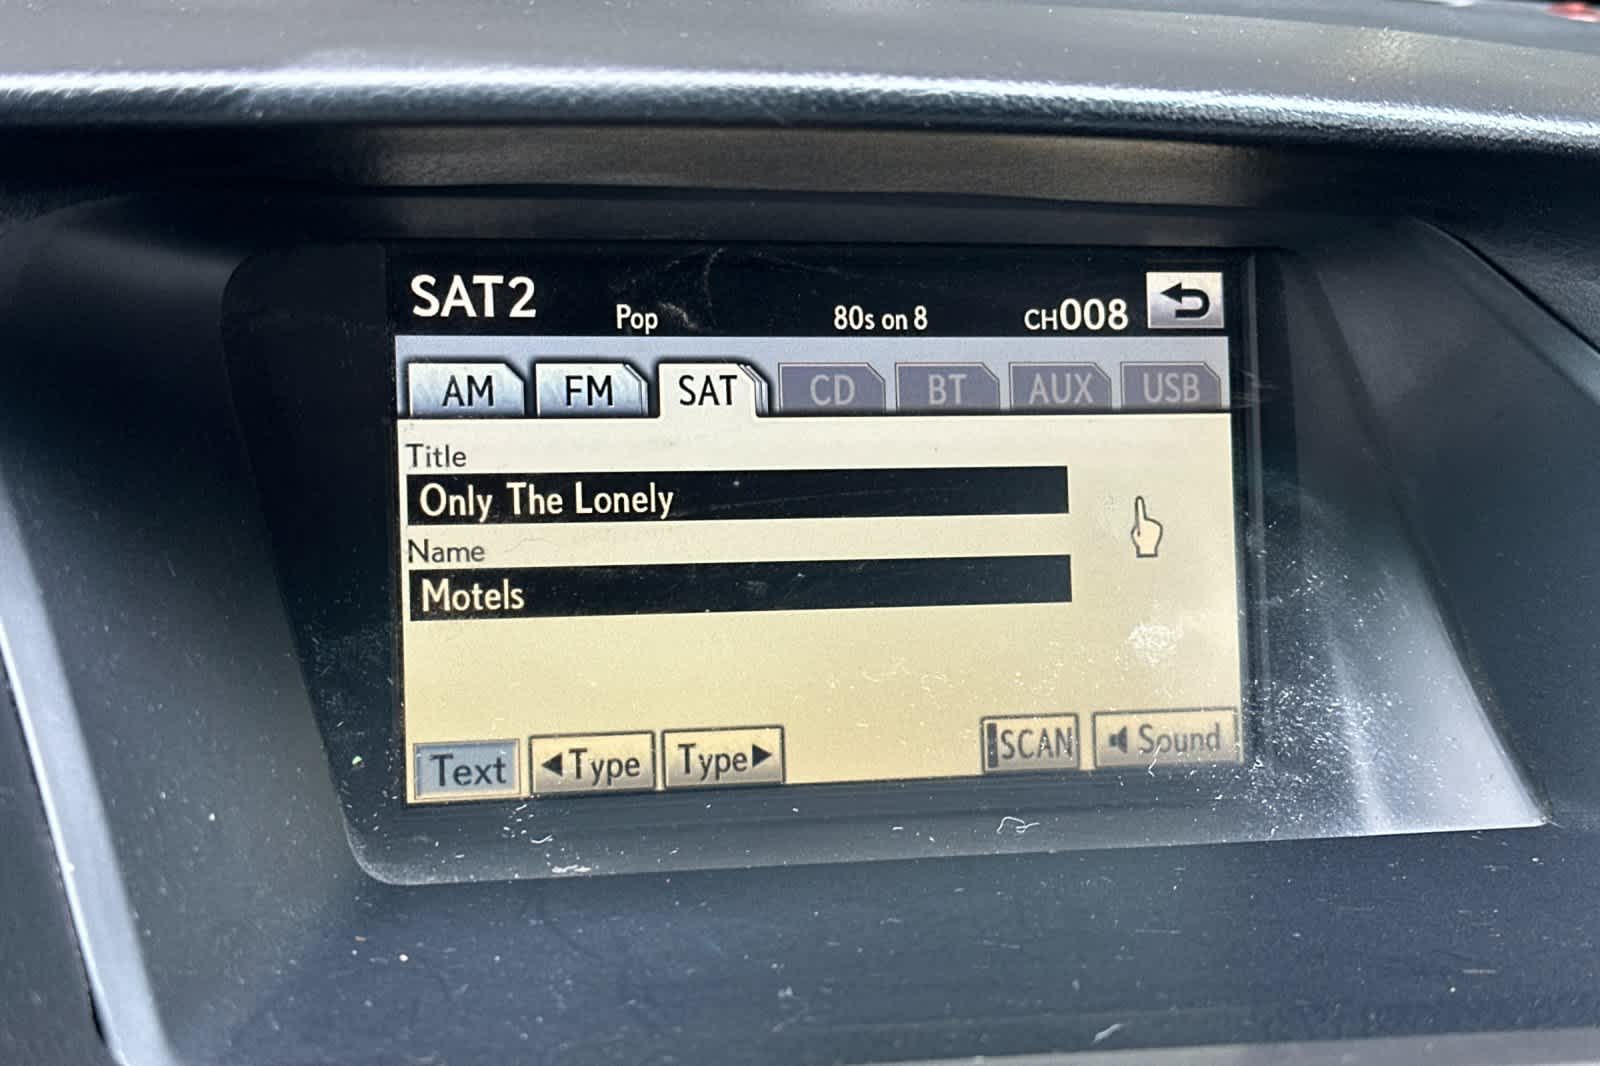 SAT2 Pop 80s on 8 CH008
AM FM SAT CD BT AUX USB
Title
Only The Lonely
Name
Motels
Text ◀Type Type▶ SCAN Sound